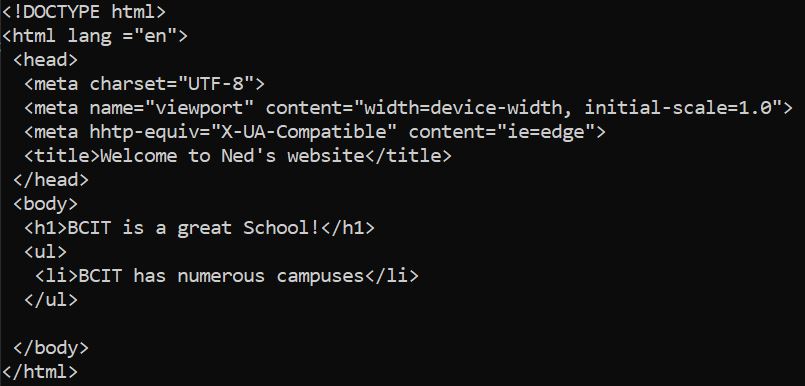 <!DOCTYPE html>
<html lang ="en">
 <head>
  <meta charset="UTF-8">
  <meta name="viewport" content="width=device-width, initial-scale=1.0">
  <meta hhtp-equiv="X-UA-Compatible" content="ie=edge">
  <title>Welcome to Ned's website</title>
 </head>
 <body>
  <h1>BCIT is a great School!</h1>
  <ul>
   <li>BCIT has numerous campuses</li>
  </ul>

 </body>
</html>